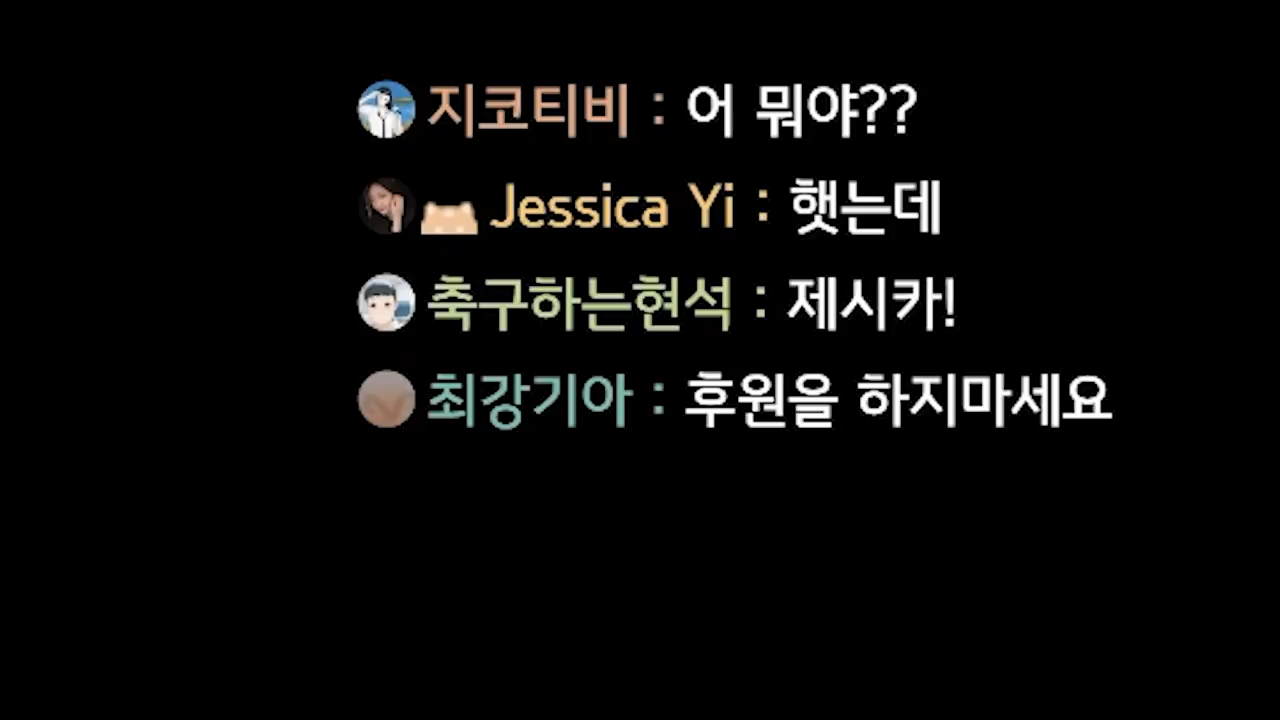 지코티비 : 어 뭐야??
Jessica Yi : 햇는데
축구하는현석 : 제시카!
최강기아 : 후원을 하지마세요